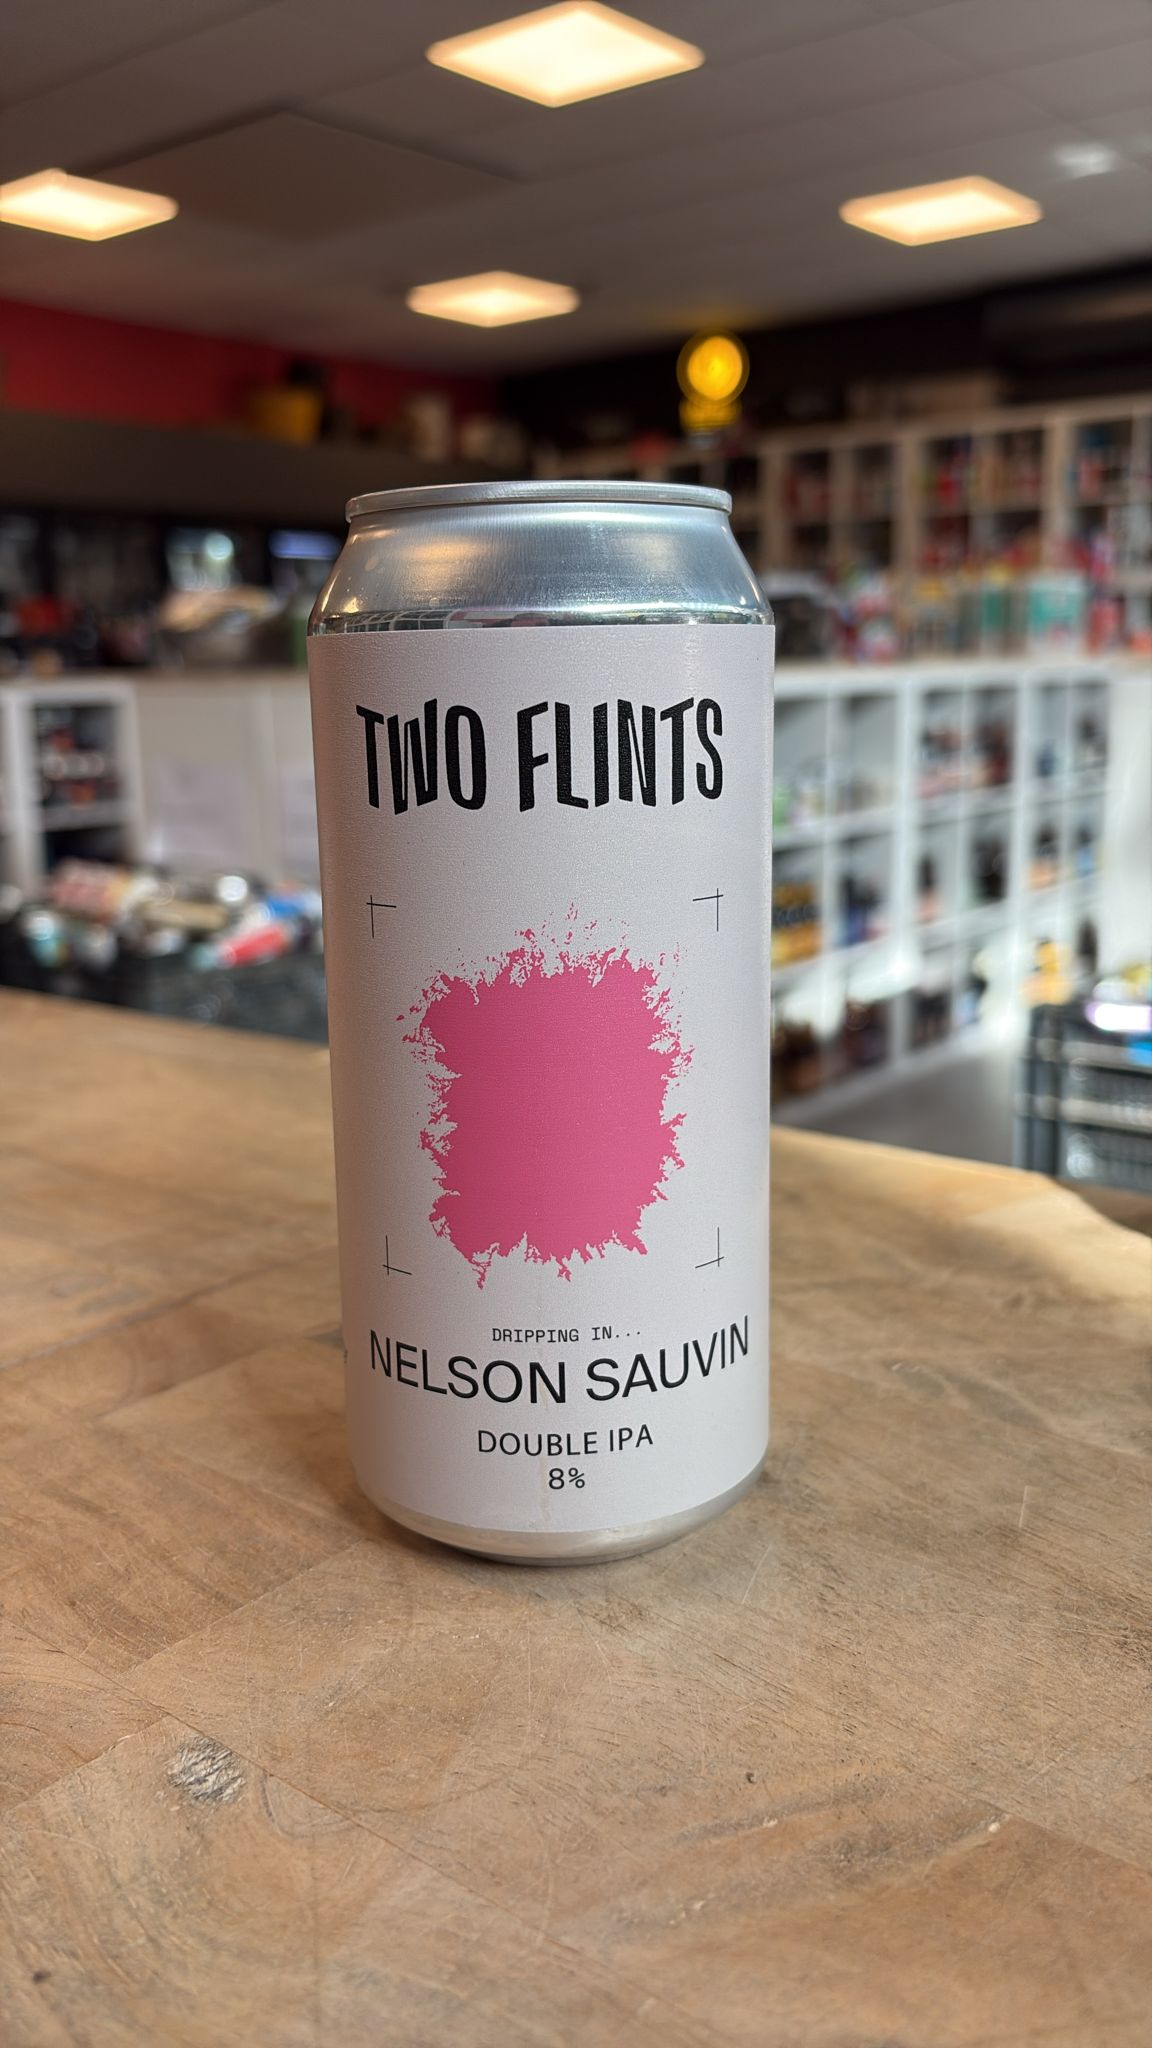 TWO FLINTS
DRIPPING IN...
NELSON SAUVIN
DOUBLE IPA
8%